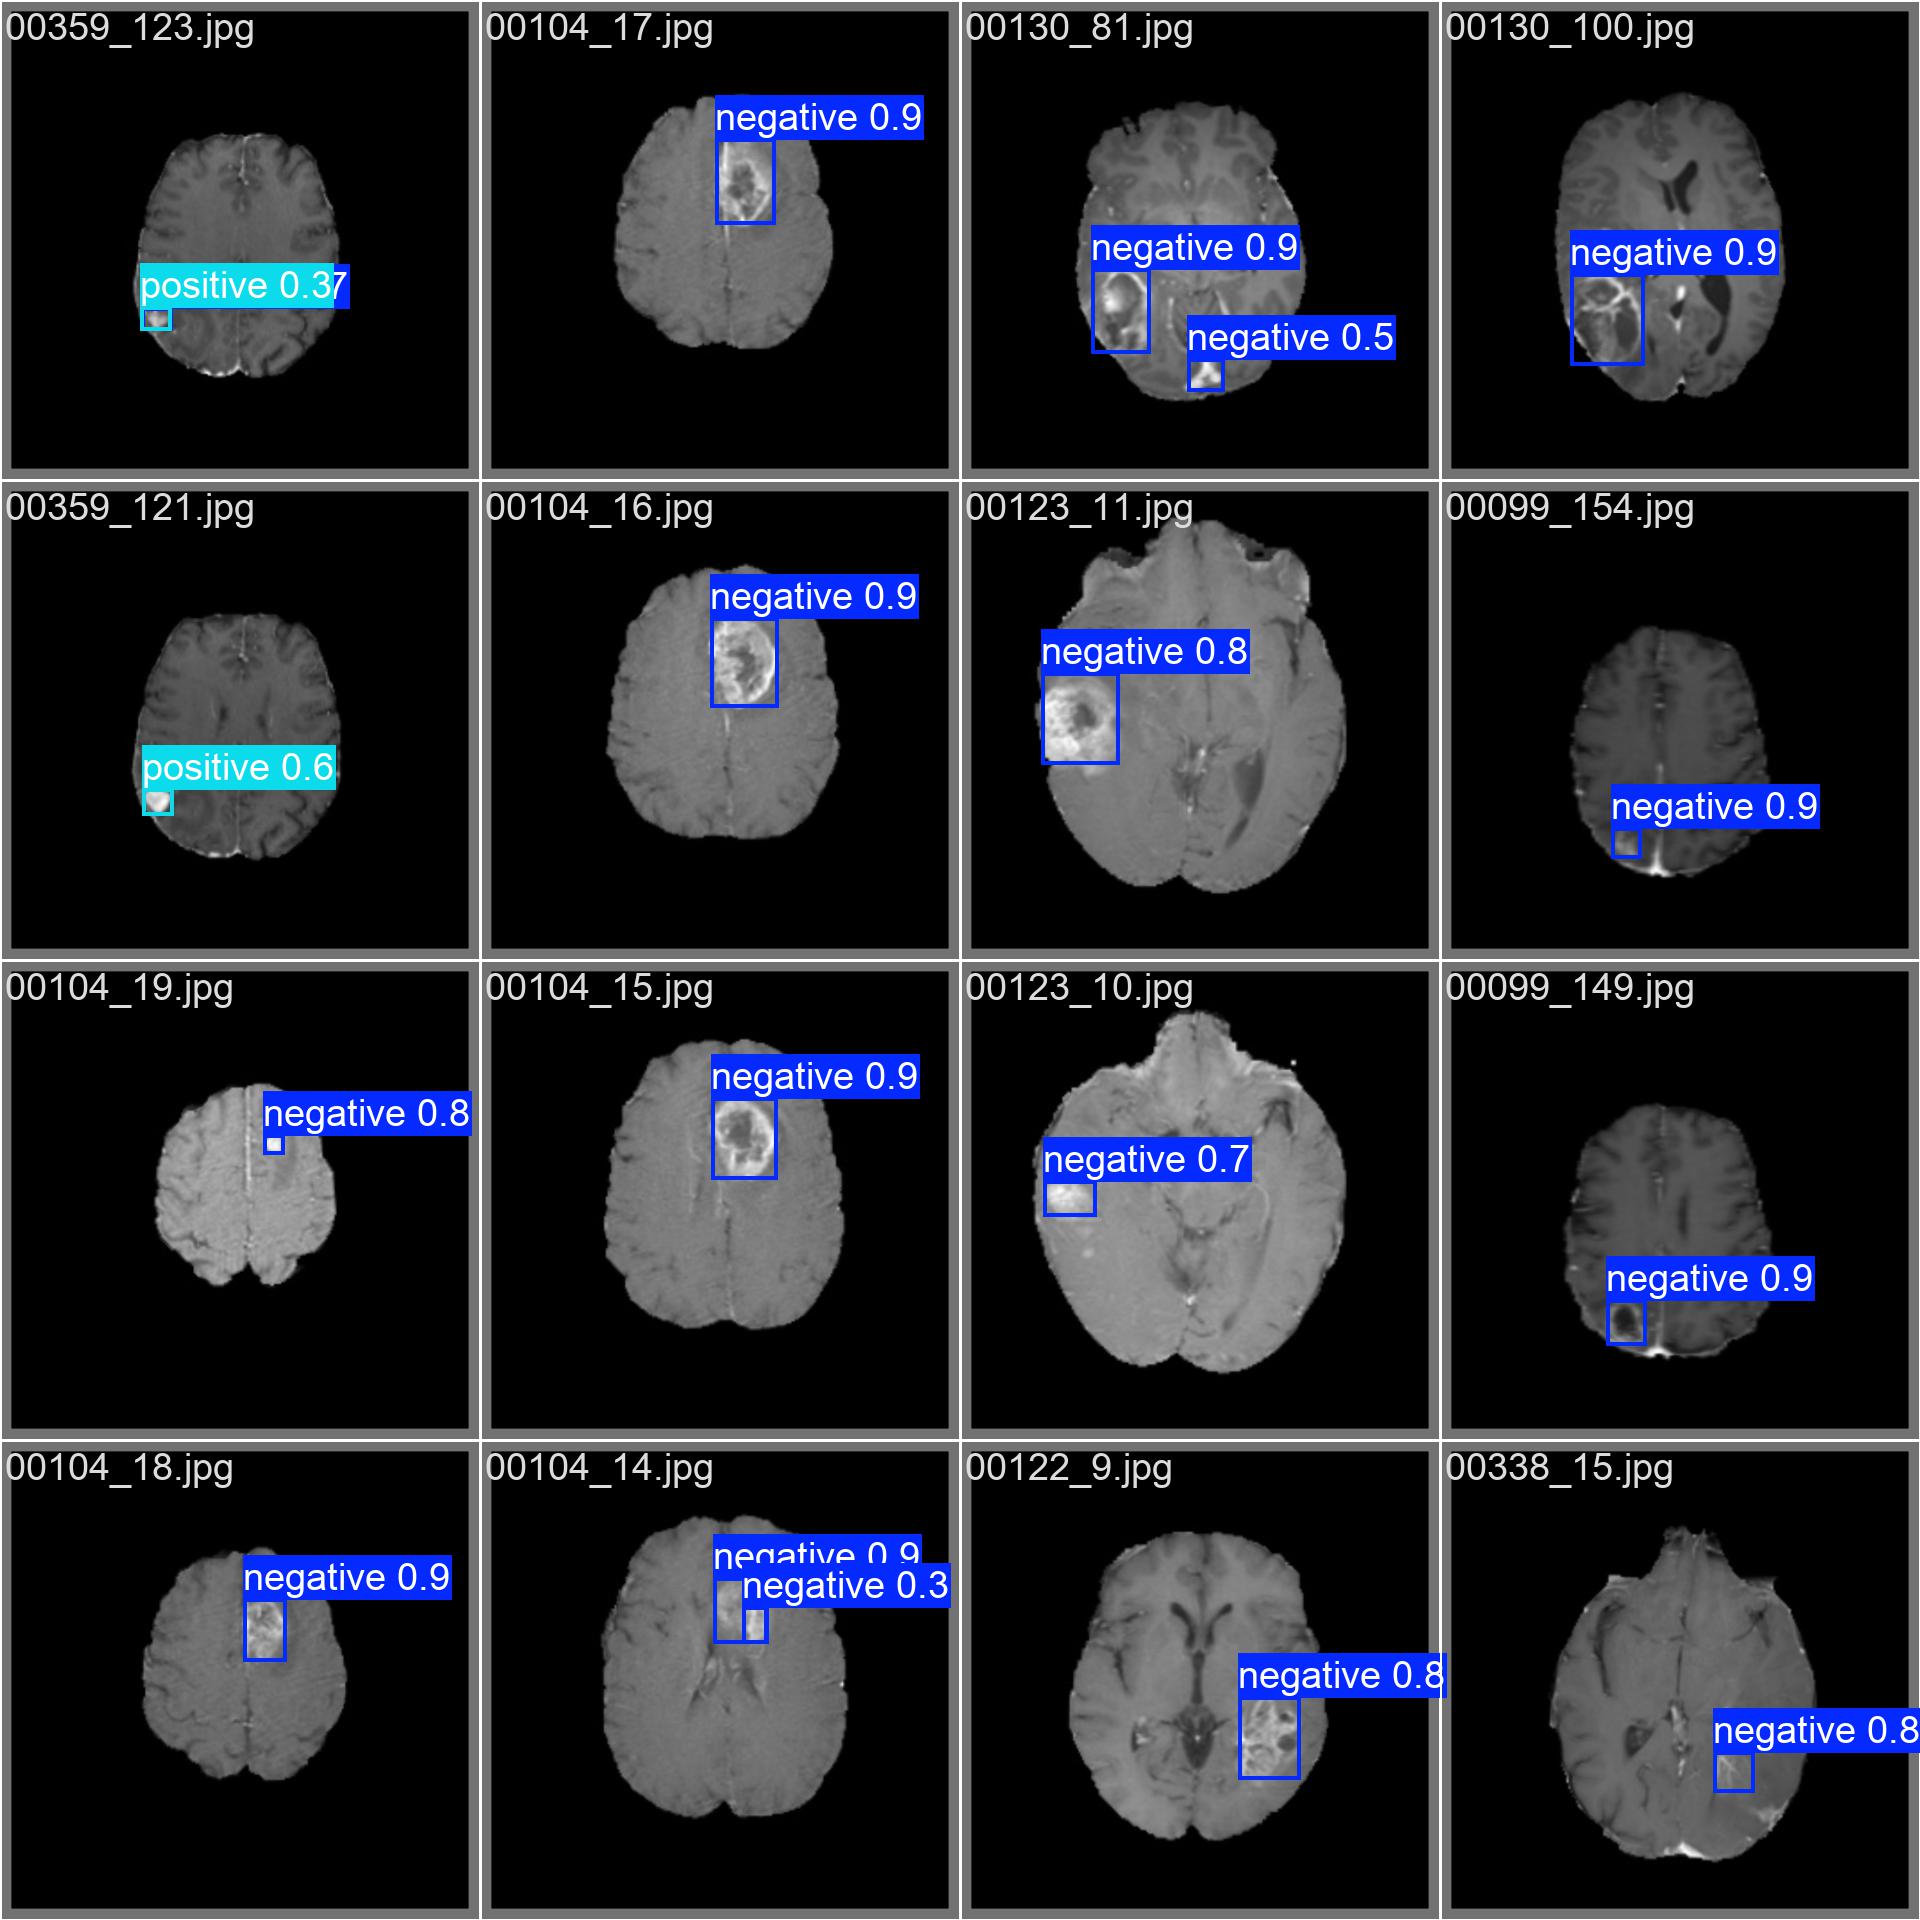 00359_123.jpg
positive 0.3
7
00104_17.jpg
negative 0.9
00130_81.jpg
negative 0.9
negative 0.5
00130_100.jpg
negative 0.9
00359_121.jpg
positive 0.6
00104_16.jpg
negative 0.9
00123_11.jpg
negative 0.8
00099_154.jpg
negative 0.9
00104_19.jpg
negative 0.8
00104_15.jpg
negative 0.9
00123_10.jpg
negative 0.7
00099_149.jpg
negative 0.9
00104_18.jpg
negative 0.9
00104_14.jpg
negative 0.9
negative 0.3
00122_9.jpg
negative 0.8
00338_15.jpg
negative 0.8